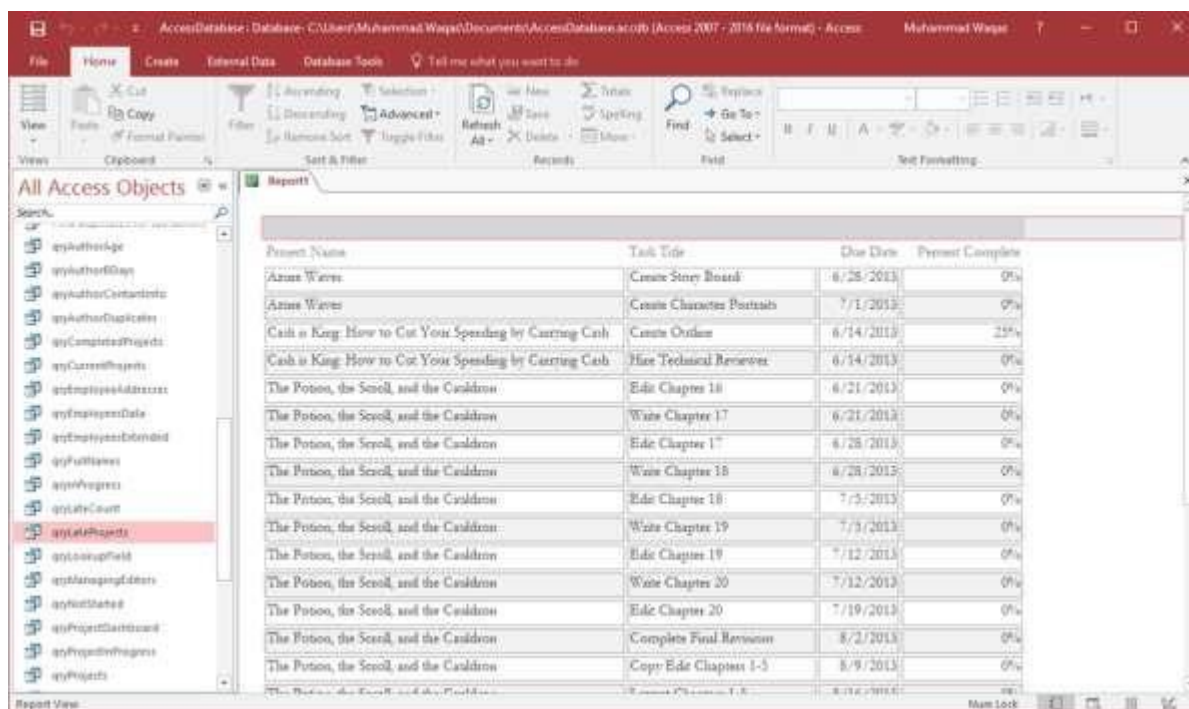 AccessDatabase : Database- C:\Users\Muhammad Waqas\Documents\AccessDatabase.accdb (Access 2007 - 2016 file format) - Access Muhammad Waqas ?
File Home Create External Data Database Tools Tell me what you want to do
View Paste Cut Copy Format Painter
Filter Ascending Descending Remove Sort Selection Advanced Toggle Filter
Refresh All New Save Delete Totals Spelling More
Find Replace Go To Select
B I U A
Views Clipboard Sort & Filter Records Find Text Formatting
All Access Objects
Search..
Report1
qryAuthorAge
qryAuthorBDays
qryAuthorContantInfo
qryAuthorDuplicates
qryCompletedProjects
qryCurrentProjects
qryEmployeeAddresses
qryEmployeesData
qryEmployeesExtended
qryFullNames
qryInProgress
qryLateCount
qryLateProjects
qryLookupField
qryManagingEditors
qryNotStarted
qryProjectDashboard
qryProjectInProgress
qryProjects
Project Name Task Title Due Date Percent Complete
Azure Waves Create Story Board 6/28/2013 0%
Azure Waves Create Character Portraits 7/1/2013 0%
Cash is King: How to Cut Your Spending by Carrying Cash Create Outline 6/14/2013 25%
Cash is King: How to Cut Your Spending by Carrying Cash Hire Technical Reviewer 6/14/2013 0%
The Potion, the Scroll, and the Cauldron Edit Chapter 16 6/21/2013 0%
The Potion, the Scroll, and the Cauldron Write Chapter 17 6/21/2013 0%
The Potion, the Scroll, and the Cauldron Edit Chapter 17 6/28/2013 0%
The Potion, the Scroll, and the Cauldron Write Chapter 18 6/28/2013 0%
The Potion, the Scroll, and the Cauldron Edit Chapter 18 7/5/2013 0%
The Potion, the Scroll, and the Cauldron Write Chapter 19 7/5/2013 0%
The Potion, the Scroll, and the Cauldron Edit Chapter 19 7/12/2013 0%
The Potion, the Scroll, and the Cauldron Write Chapter 20 7/12/2013 0%
The Potion, the Scroll, and the Cauldron Edit Chapter 20 7/19/2013 0%
The Potion, the Scroll, and the Cauldron Complete Final Revisions 8/2/2013 0%
The Potion, the Scroll, and the Cauldron Copy Edit Chapters 1-5 8/9/2013 0%
Report View Num Lock